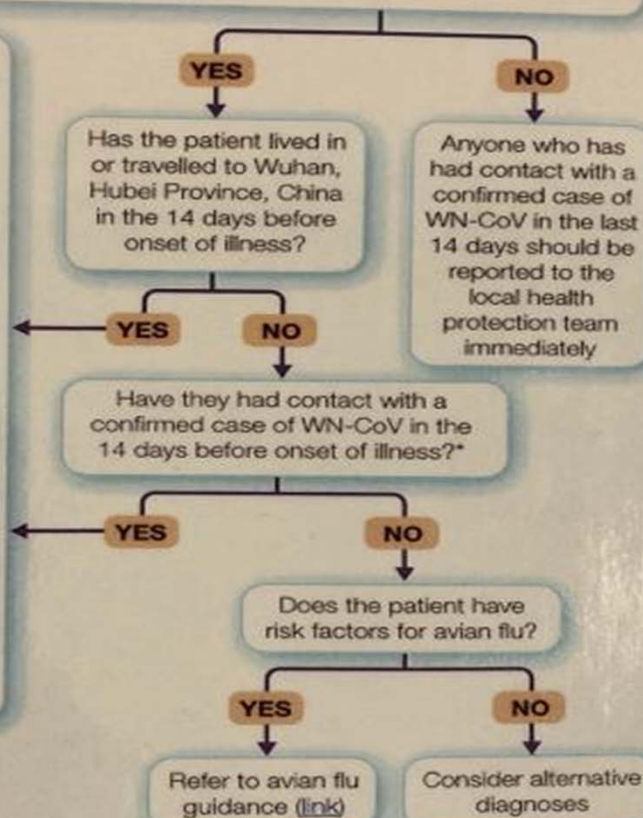 YES
NO
Has the patient lived in
or travelled to Wuhan,
Hubei Province, China
in the 14 days before
onset of illness?
Anyone who has
had contact with a
confirmed case of
WN-CoV in the last
14 days should be
reported to the
local health
protection team
immediately
YES
NO
Have they had contact with a
confirmed case of WN-CoV in the
14 days before onset of illness?*
YES
NO
Does the patient have
risk factors for avian flu?
YES
NO
Refer to avian flu
guidance (link)
Consider alternative
diagnoses